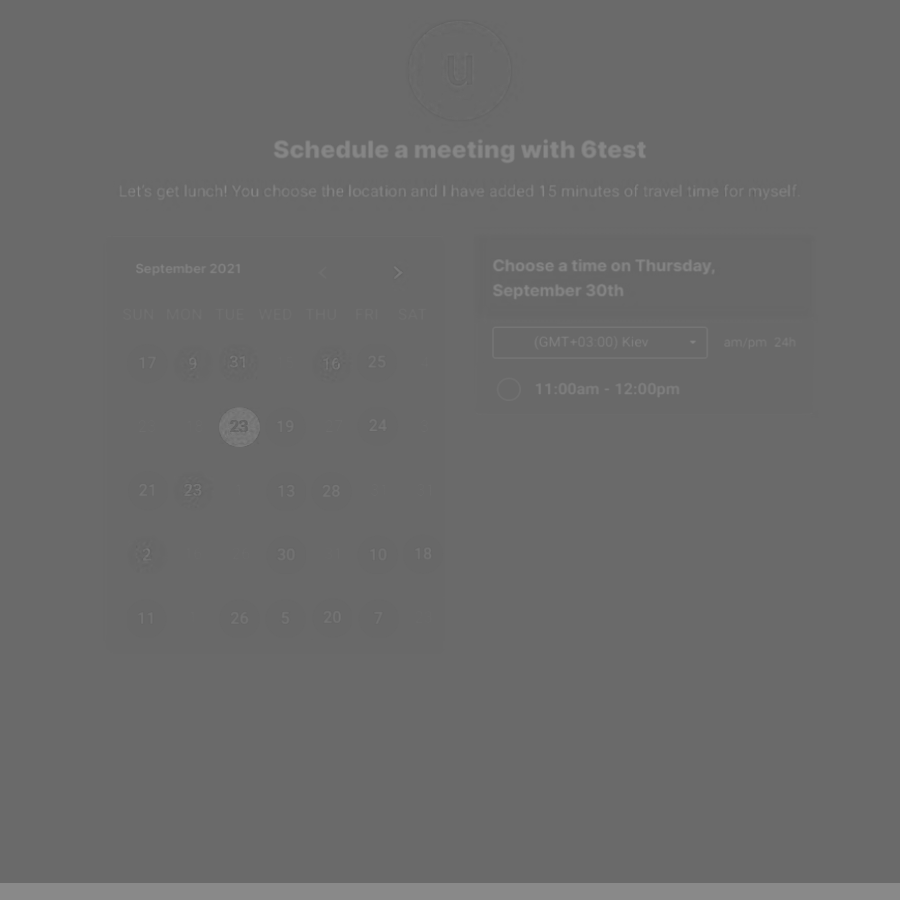 u
Schedule a meeting with 6test
Let's get lunch! You choose the location and I have added 15 minutes of travel time for myself.
September 2021
SUN MON TUE WED THU FRI SAT
17 9 31 16 25
23 19 24
21 23 13 28
2 30 10 18
11 26 5 20 7
Choose a time on Thursday,
September 30th
(GMT+03:00) Kiev am/pm 24h
11:00am - 12:00pm